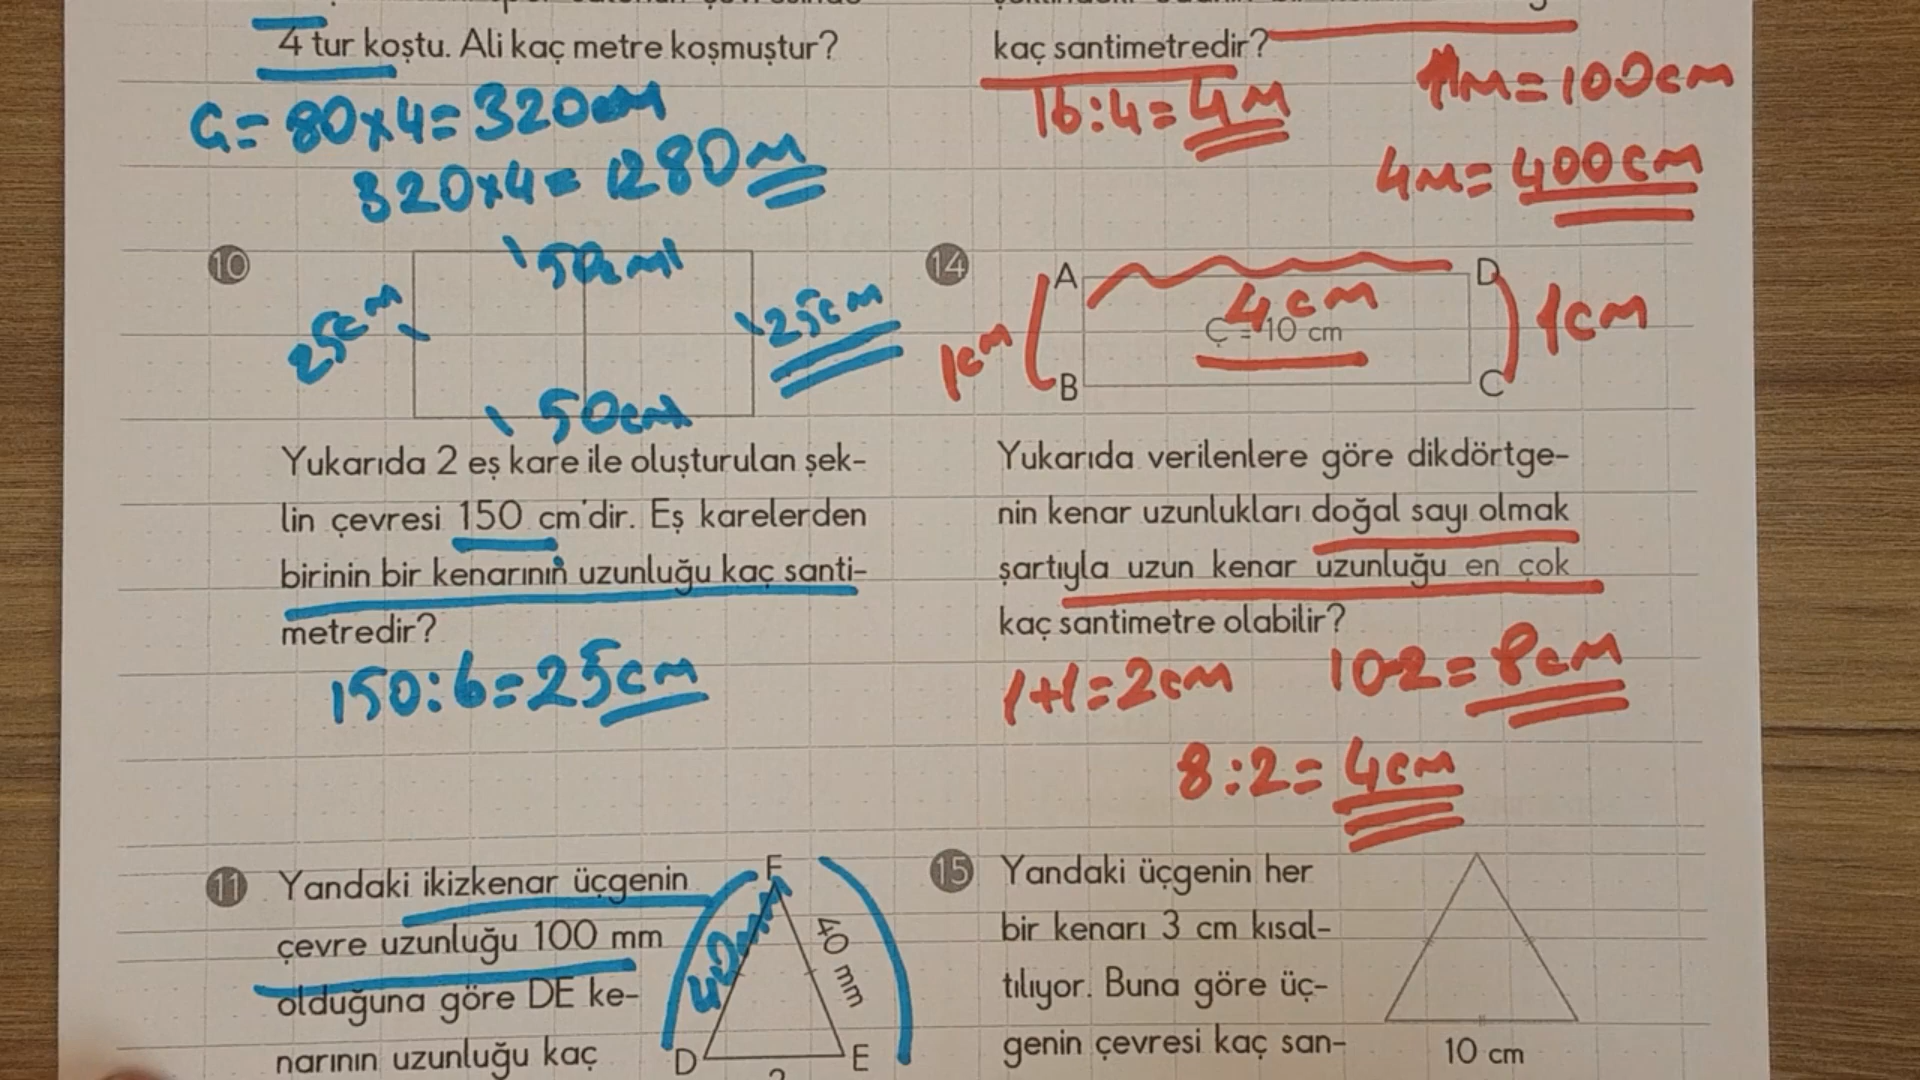 4 tur koştu. Ali kaç metre koşmuştur?
Ç= 80x4=320m
320x4= 1280m
10
50cm
25cm
25cm
50cm
Yukarıda 2 eş kare ile oluşturulan şek-
lin çevresi 150 cm'dir. Eş karelerden
birinin bir kenarının uzunluğu kaç santi-
metredir?
150:6=25cm
11
Yandaki ikizkenar üçgenin
çevre uzunluğu 100 mm
olduğuna göre DE ke-
narının uzunluğu kaç
F
40mm
40 mm
D
E
?
kaç santimetredir?
16:4=4M
1M=100cm
4M=400cm
14
A
D
4cm
Ç = 10 cm
1cm
1cm
B
C
Yukarıda verilenlere göre dikdörtge-
nin kenar uzunlukları doğal sayı olmak
şartıyla uzun kenar uzunluğu en çok
kaç santimetre olabilir?
1+1=2cm
10-2=8cm
8:2=4cm
15
Yandaki üçgenin her
bir kenarı 3 cm kısal-
tılıyor. Buna göre üç-
genin çevresi kaç san-
10 cm